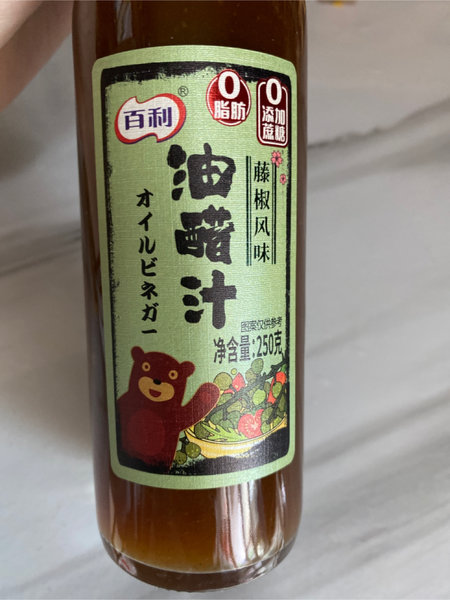 百利®
0
脂肪
0
添加
蔗糖
藤椒风味
油醋汁
オイルビネガー
图案仅供参考
净含量:250克